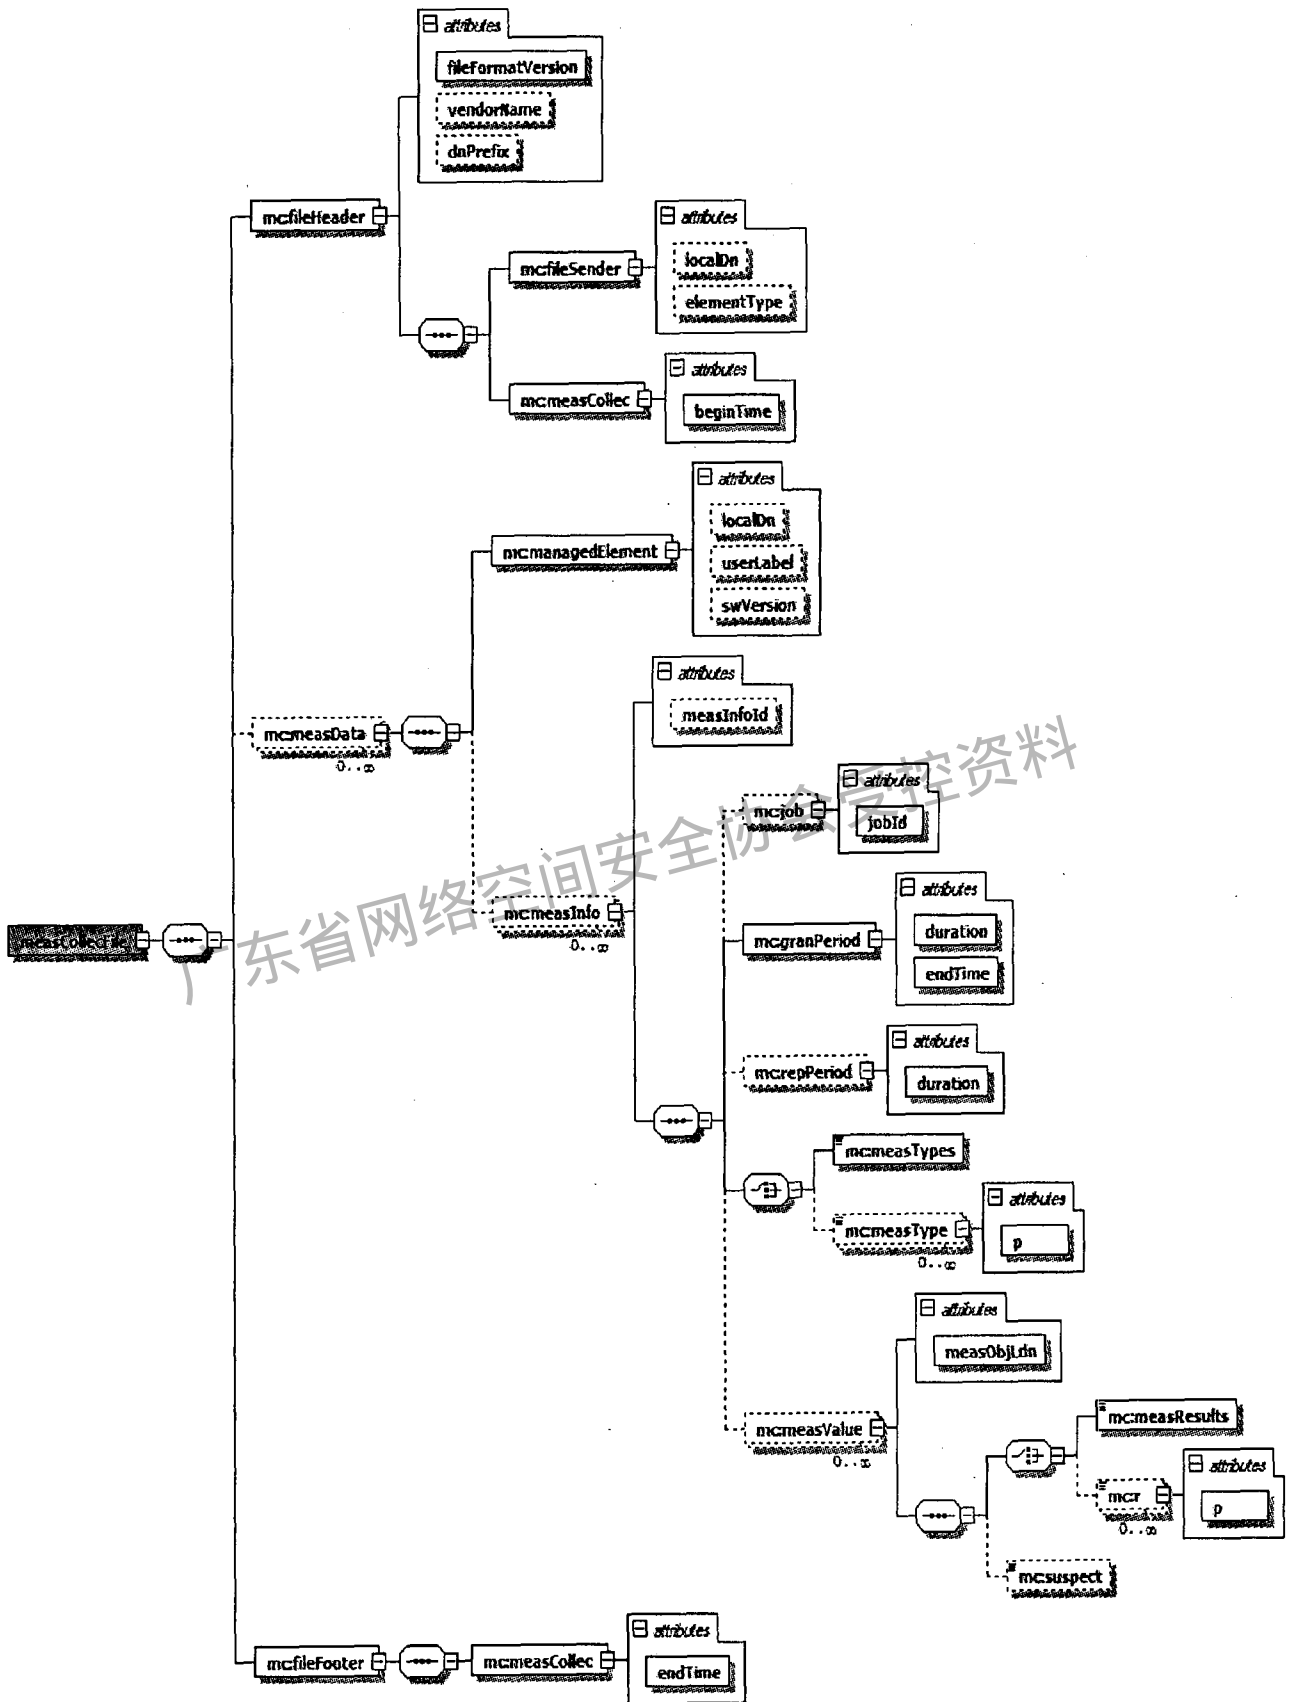 attributes
fileFormatVersion
vendorName
dnPrefix
mc:fileHeader
attributes
localDn
elementType
mc:fileSender
attributes
beginTime
mc:measCollec
attributes
localDn
userLabel
swVersion
mc:managedElement
attributes
measInfoId
mc:measData
0..∞
attributes
jobId
mc:job
attributes
duration
endTime
mc:measInfo
0..∞
measCollecFile
mc:granPeriod
attributes
duration
mc:repPeriod
mc:measTypes
attributes
p
mc:measType
0..∞
attributes
measObjLdn
mc:measValue
0..∞
mc:measResults
attributes
p
mc:r
0..∞
mc:suspect
attributes
endTime
mc:fileFooter
mc:measCollec
广东省网络空间安全协会受控资料